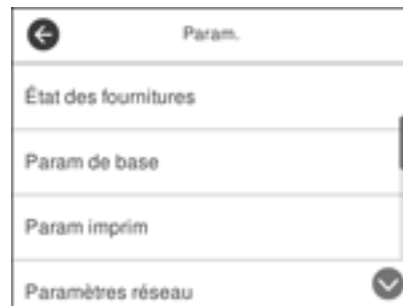 Param.
État des fournitures
Param de base
Param imprim
Paramètres réseau